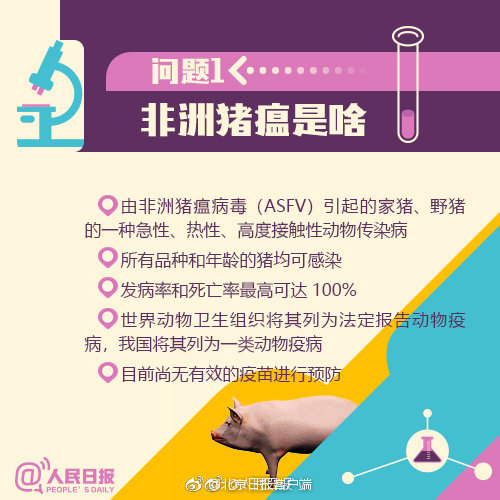 问题1
非洲猪瘟是啥
由非洲猪瘟病毒（ASFV）引起的家猪、野猪
的一种急性、热性、高度接触性动物传染病
所有品种和年龄的猪均可感染
发病率和死亡率最高可达 100%
世界动物卫生组织将其列为法定报告动物疫
病，我国将其列为一类动物疫病
目前尚无有效的疫苗进行预防
@人民日报
PEOPLE'S DAILY
@北京日报客户端